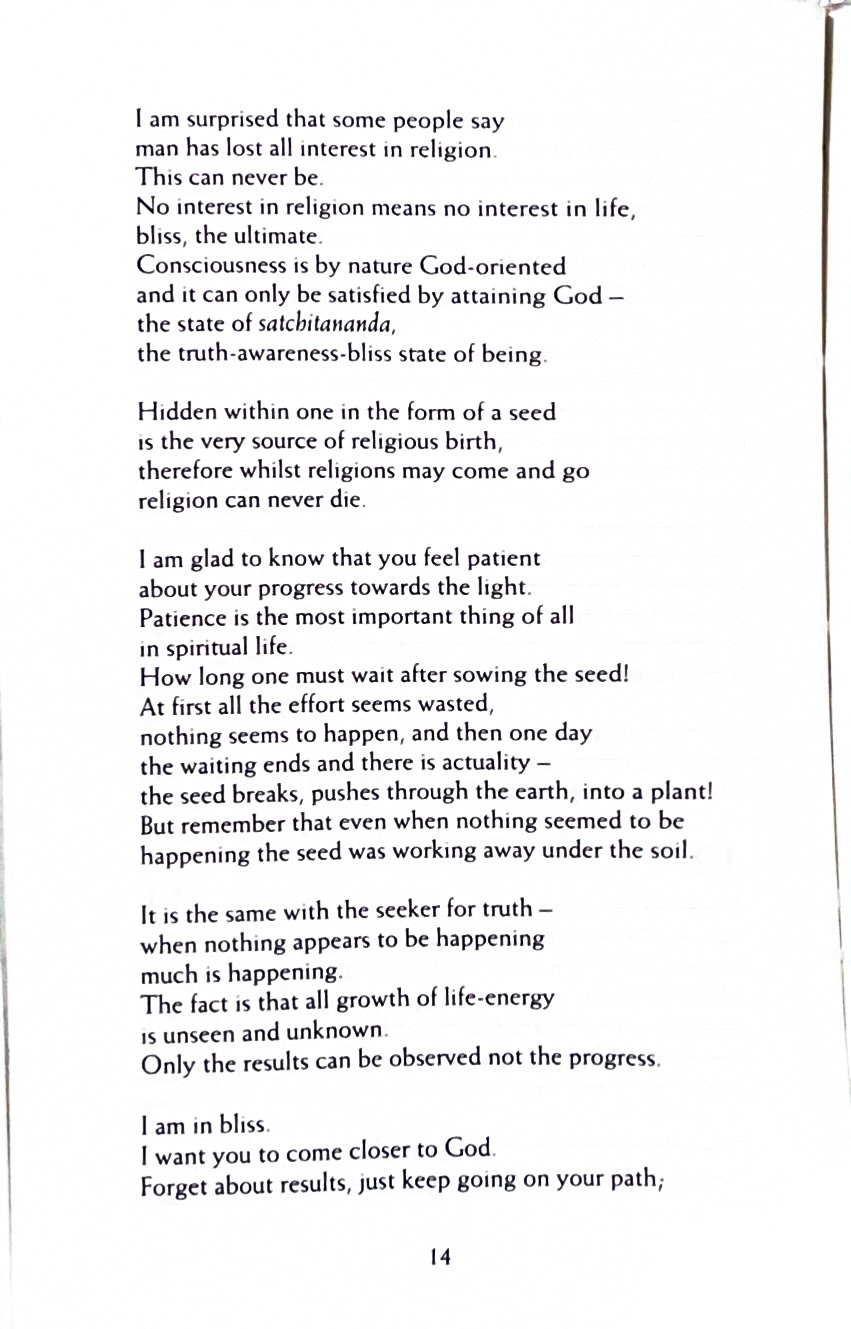 I am surprised that some people say
man has lost all interest in religion.
This can never be.
No interest in religion means no interest in life,
bliss, the ultimate.
Consciousness is by nature God-oriented
and it can only be satisfied by attaining God –
the state of satchitananda,
the truth-awareness-bliss state of being.

Hidden within one in the form of a seed
is the very source of religious birth,
therefore whilst religions may come and go
religion can never die.

I am glad to know that you feel patient
about your progress towards the light.
Patience is the most important thing of all
in spiritual life.
How long one must wait after sowing the seed!
At first all the effort seems wasted,
nothing seems to happen, and then one day
the waiting ends and there is actuality –
the seed breaks, pushes through the earth, into a plant!
But remember that even when nothing seemed to be
happening the seed was working away under the soil.

It is the same with the seeker for truth –
when nothing appears to be happening
much is happening.
The fact is that all growth of life-energy
is unseen and unknown.
Only the results can be observed not the progress.

I am in bliss.
I want you to come closer to God.
Forget about results, just keep going on your path;

14